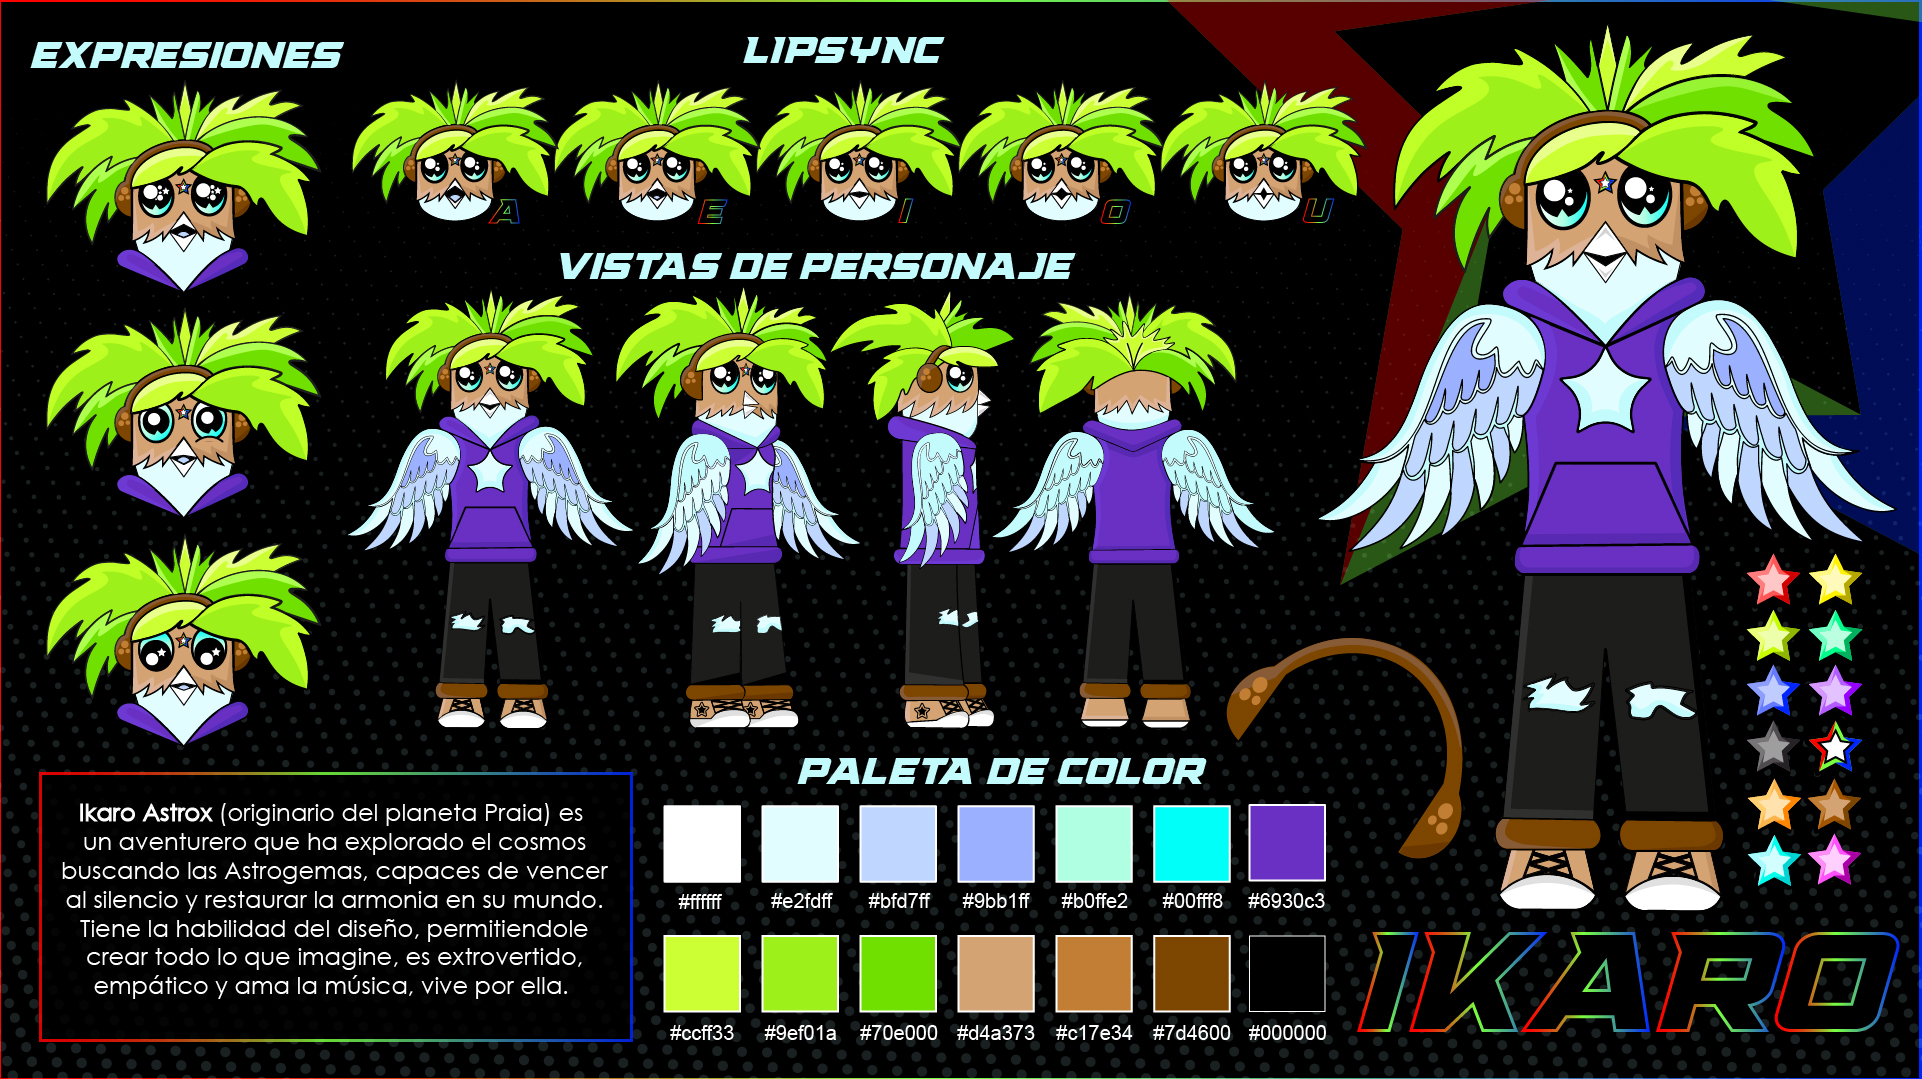 EXPRESIONES
LIPSYNC
A E I O U
VISTAS DE PERSONAJE
Ikaro Astrox (originario del planeta Praia) es
un aventurero que ha explorado el cosmos
buscando las Astrogemas, capaces de vencer
al silencio y restaurar la armonia en su mundo.
Tiene la habilidad del diseño, permitiendole
crear todo lo que imagine, es extrovertido,
empático y ama la música, vive por ella.
PALETA DE COLOR
#ffffff #e2fdff #bfd7ff #9bb1ff #b0ffe2 #00fff8 #6930c3
#ccff33 #9ef01a #70e000 #d4a373 #c17e34 #7d4600 #000000
IKARO